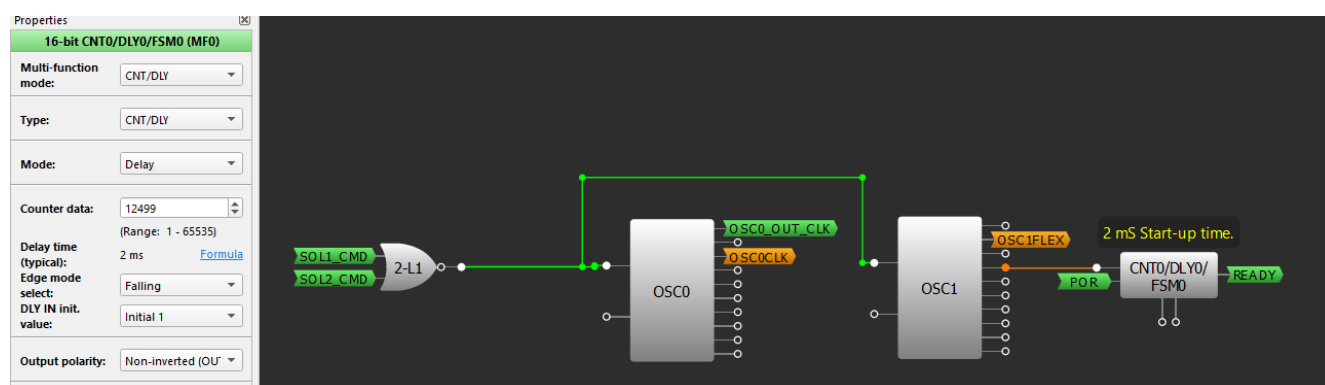 Properties
16-bit CNT0/DLY0/FSM0 (MF0)
Multi-function mode:
CNT/DLY
Type:
CNT/DLY
Mode:
Delay
Counter data:
12499
(Range: 1 - 65535)
Delay time (typical):
2 ms
Formula
Edge mode select:
Falling
DLY IN init. value:
Initial 1
Output polarity:
Non-inverted (OUT
SOL1_CMD
SOL2_CMD
2-L1
OSC0
OSC0_OUT_CLK
OSC0CLK
OSC1
OSC1FLEX
2 mS Start-up time.
POR
CNT0/DLY0/
FSM0
READY